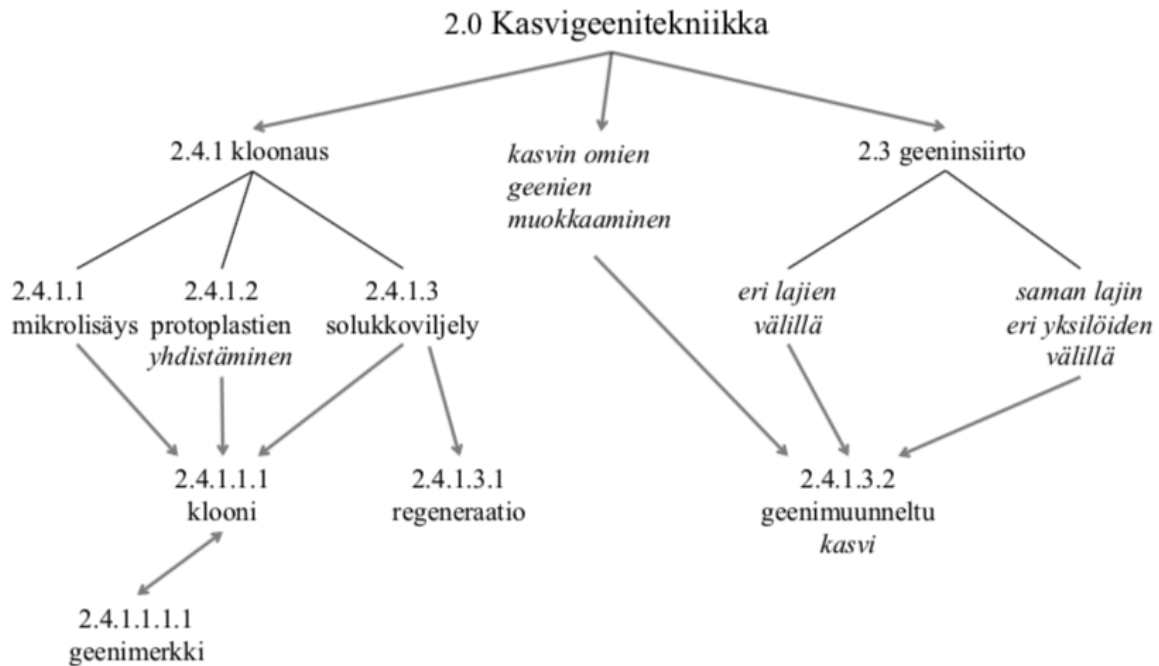 2.0 Kasvigeenitekniikka
2.4.1 kloonaus
kasvin omien
geenien
muokkaaminen
2.3 geeninsiirto
2.4.1.1
mikrolisäys
2.4.1.2
protoplastien
yhdistäminen
2.4.1.3
solukkoviljely
eri lajien
välillä
saman lajin
eri yksilöiden
välillä
2.4.1.1.1
klooni
2.4.1.3.1
regeneraatio
2.4.1.3.2
geenimuunneltu
kasvi
2.4.1.1.1.1
geenimerkki